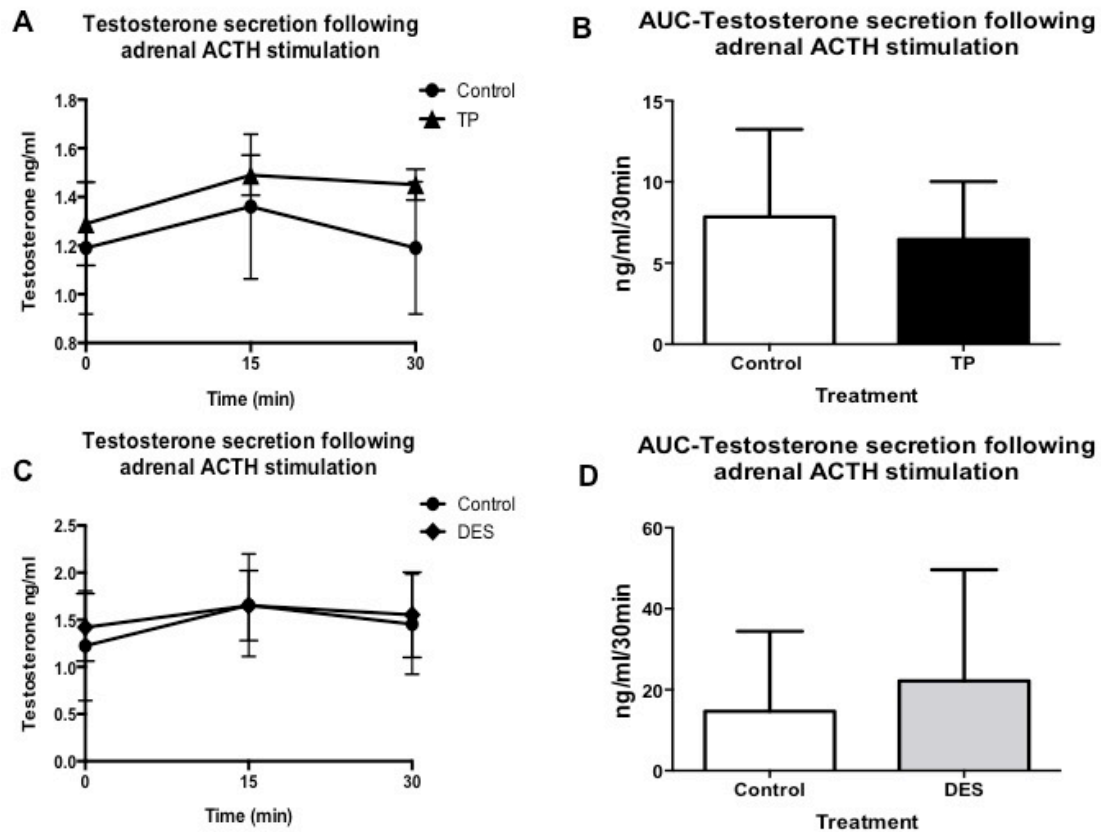 A
Testosterone secretion following
adrenal ACTH stimulation
Control
TP
Testosterone ng/ml
1.8
1.6
1.4
1.2
1.0
0.8
0
15
30
Time (min)
B
AUC-Testosterone secretion following
adrenal ACTH stimulation
ng/ml/30min
15
10
5
0
Control
TP
Treatment
C
Testosterone secretion following
adrenal ACTH stimulation
Control
DES
Testosterone ng/ml
2.5
2.0
1.5
1.0
0.5
0.0
0
15
30
Time (min)
D
AUC-Testosterone secretion following
adrenal ACTH stimulation
ng/ml/30min
60
40
20
0
Control
DES
Treatment